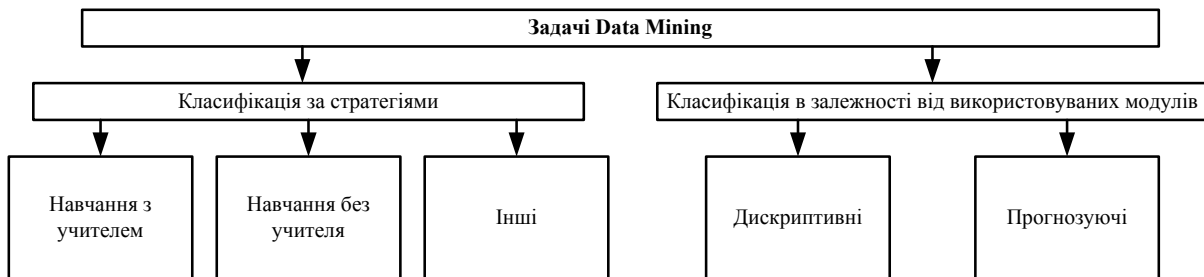 Задачі Data Mining
Класифікація за стратегіями
Класифікація в залежності від використовуваних модулів
Навчання з
учителем
Навчання без
учителя
Інші
Дискриптивні
Прогнозуючі